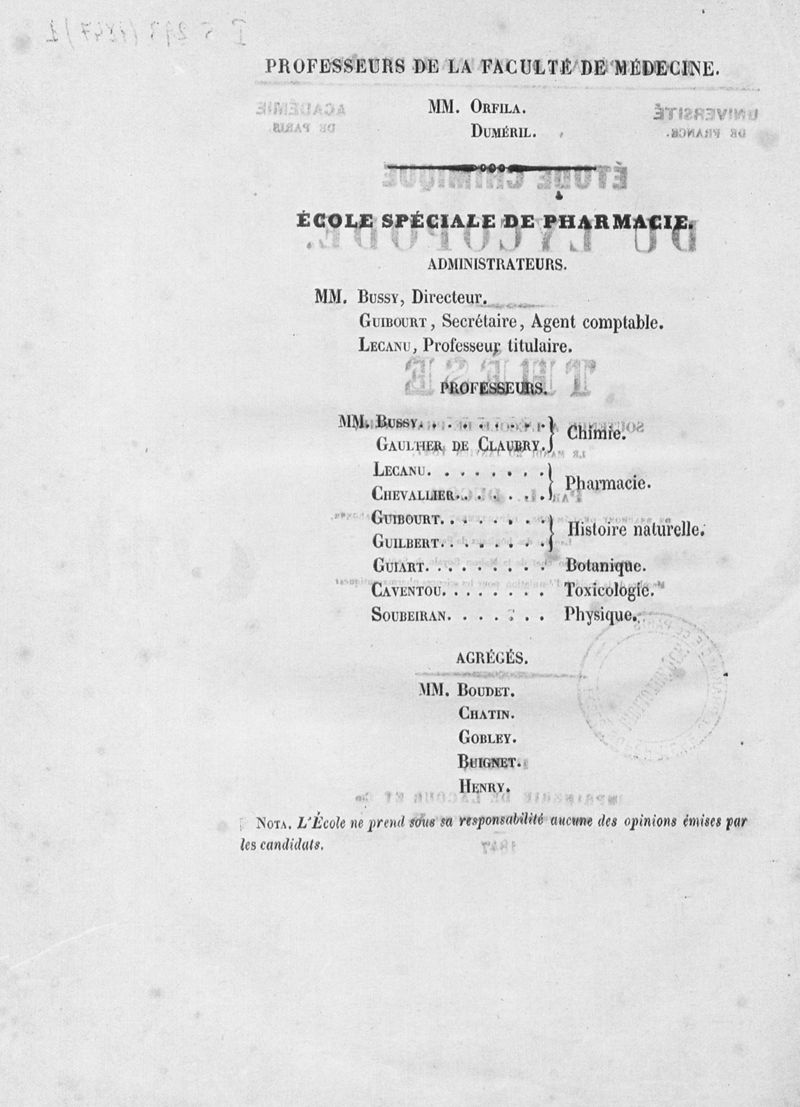 PROFESSEURS DE LA FACULTÉ DE MÉDECINE.
MM. ORFILA.
DUMÉRIL.
ÉCOLE SPÉCIALE DE PHARMACIE.
ADMINISTRATEURS.
MM. BUSSY, Directeur.
GUIBOURT, Secrétaire, Agent comptable.
LECANU, Professeur titulaire.
PROFESSEURS.
MM. BUSSY. . . . . . . . .
GAULTIER DE CLAUBRY. } Chimie.
LECANU. . . . . . . .
CHEVALLIER. . . . . . . } Pharmacie.
GUIBOURT. . . . . . . .
GUILBERT. . . . . . . . } Histoire naturelle.
GUIART. . . . . . . . . Botanique.
CAVENTOU. . . . . . . . Toxicologie.
SOUBEIRAN. . . . . . . Physique.
AGRÉGÉS.
MM. BOUDET.
CHATIN.
GOBLEY.
BUIGNET.
HENRY.
NOTA. L'École ne prend sous sa responsabilité aucune des opinions émises par
les candidats.